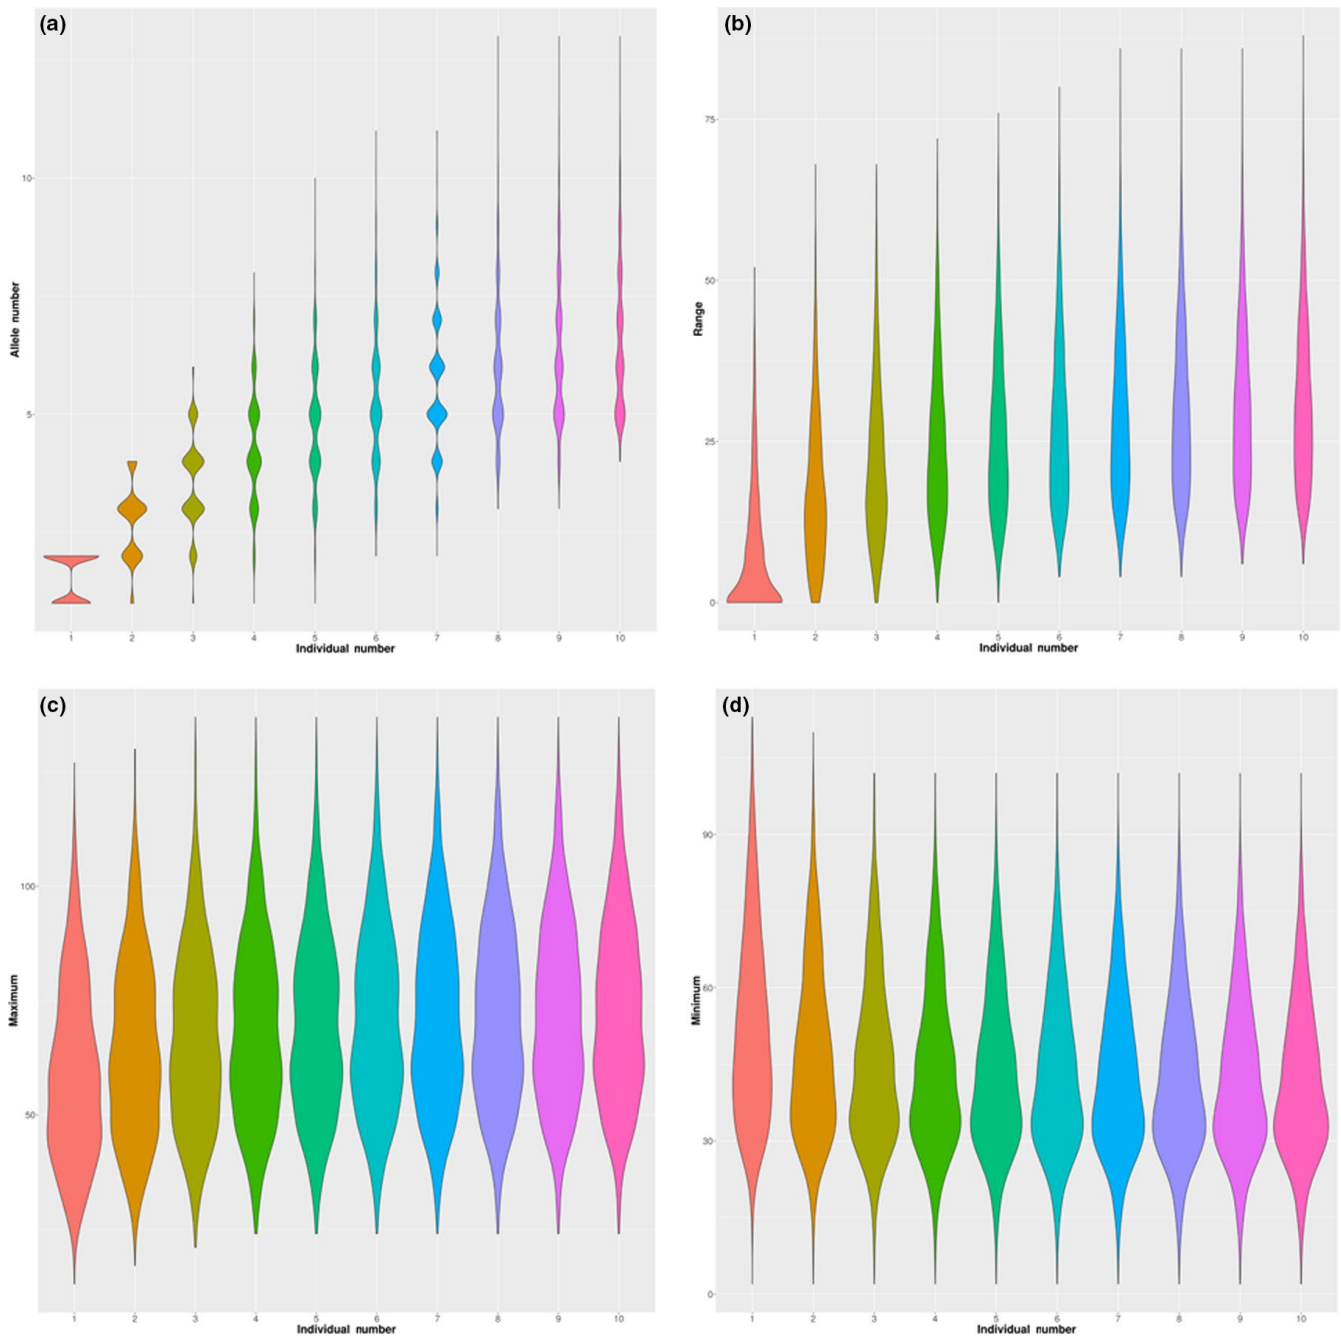 (a)
10
5
Allele number
1 2 3 4 5 6 7 8 9 10
Individual number
(b)
75
50
25
0
Range
1 2 3 4 5 6 7 8 9 10
Individual number
(c)
100
50
Maximum
1 2 3 4 5 6 7 8 9 10
Individual number
(d)
90
60
30
0
Minimum
1 2 3 4 5 6 7 8 9 10
Individual number